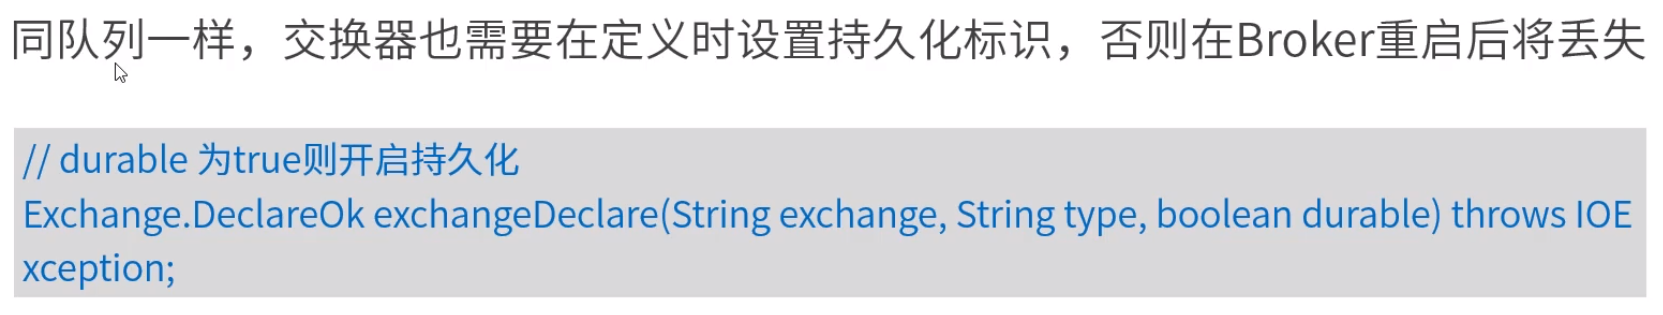 同队列一样，交换器也需要在定义时设置持久化标识，否则在Broker重启后将丢失
// durable 为true则开启持久化
Exchange.DeclareOk exchangeDeclare(String exchange, String type, boolean durable) throws IOE
xception;